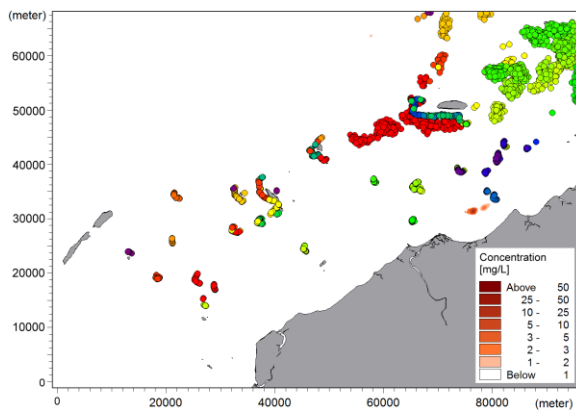 (meter)
60000
50000
40000
30000
20000
10000
0
0 20000 40000 60000 80000 (meter)
Concentration
[mg/L]
Above 50
25 - 50
10 - 25
5 - 10
3 - 5
2 - 3
1 - 2
Below 1